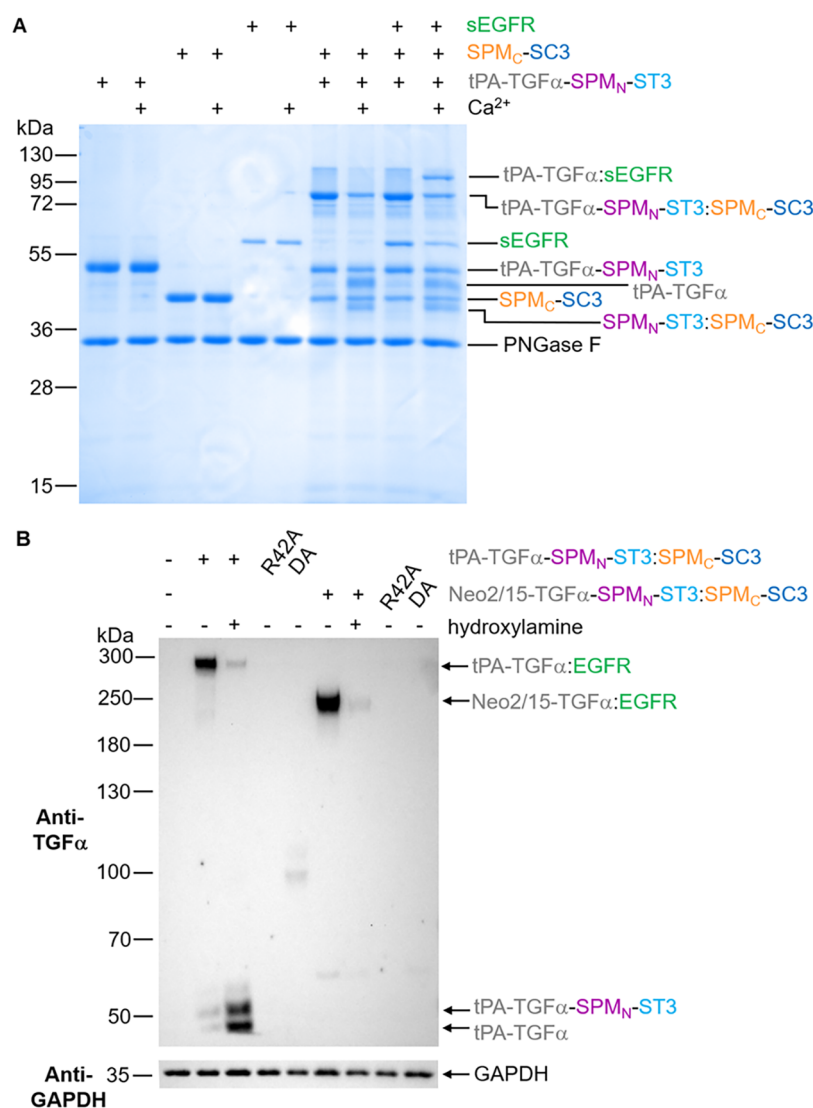 A
+ + + + sEGFR
+ + + + + + SPMC-SC3
+ + + + + + tPA-TGFα-SPMN-ST3
+ + + + + Ca2+
kDa
130
95
72
55
36
28
15
tPA-TGFα:sEGFR
tPA-TGFα-SPMN-ST3:SPMC-SC3
sEGFR
tPA-TGFα-SPMN-ST3
tPA-TGFα
SPMC-SC3
SPMN-ST3:SPMC-SC3
PNGase F
B
- + + R42A DA tPA-TGFα-SPMN-ST3:SPMC-SC3
- + + R42A DA Neo2/15-TGFα-SPMN-ST3:SPMC-SC3
- - + - - - + - - hydroxylamine
kDa
300
250
180
130
100
70
50
Anti-
TGFα
tPA-TGFα:EGFR
Neo2/15-TGFα:EGFR
tPA-TGFα-SPMN-ST3
tPA-TGFα
Anti-
GAPDH
35
GAPDH